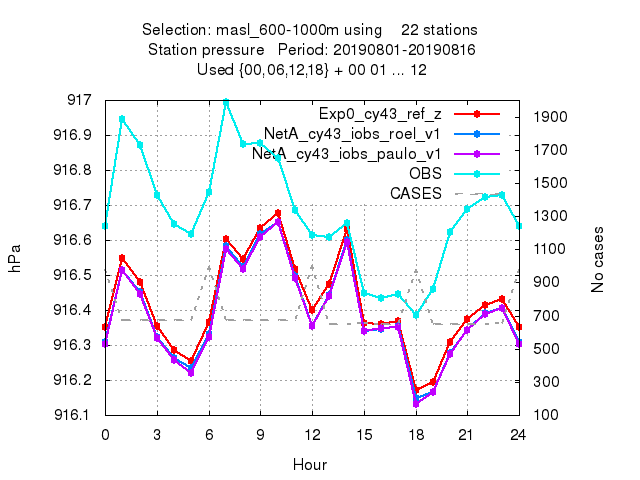 Selection: masl_600-1000m using 22 stations
Station pressure Period: 20190801-20190816
Used {00,06,12,18} + 00 01 ... 12
917
916.9
916.8
916.7
916.6
916.5
916.4
916.3
916.2
916.1
hPa
Exp0_cy43_ref_z
NetA_cy43_iobs_roel_v1
NetA_cy43_iobs_paulo_v1
OBS
CASES
1900
1700
1500
1300
1100
900
700
500
300
100
No cases
0 3 6 9 12 15 18 21 24
Hour